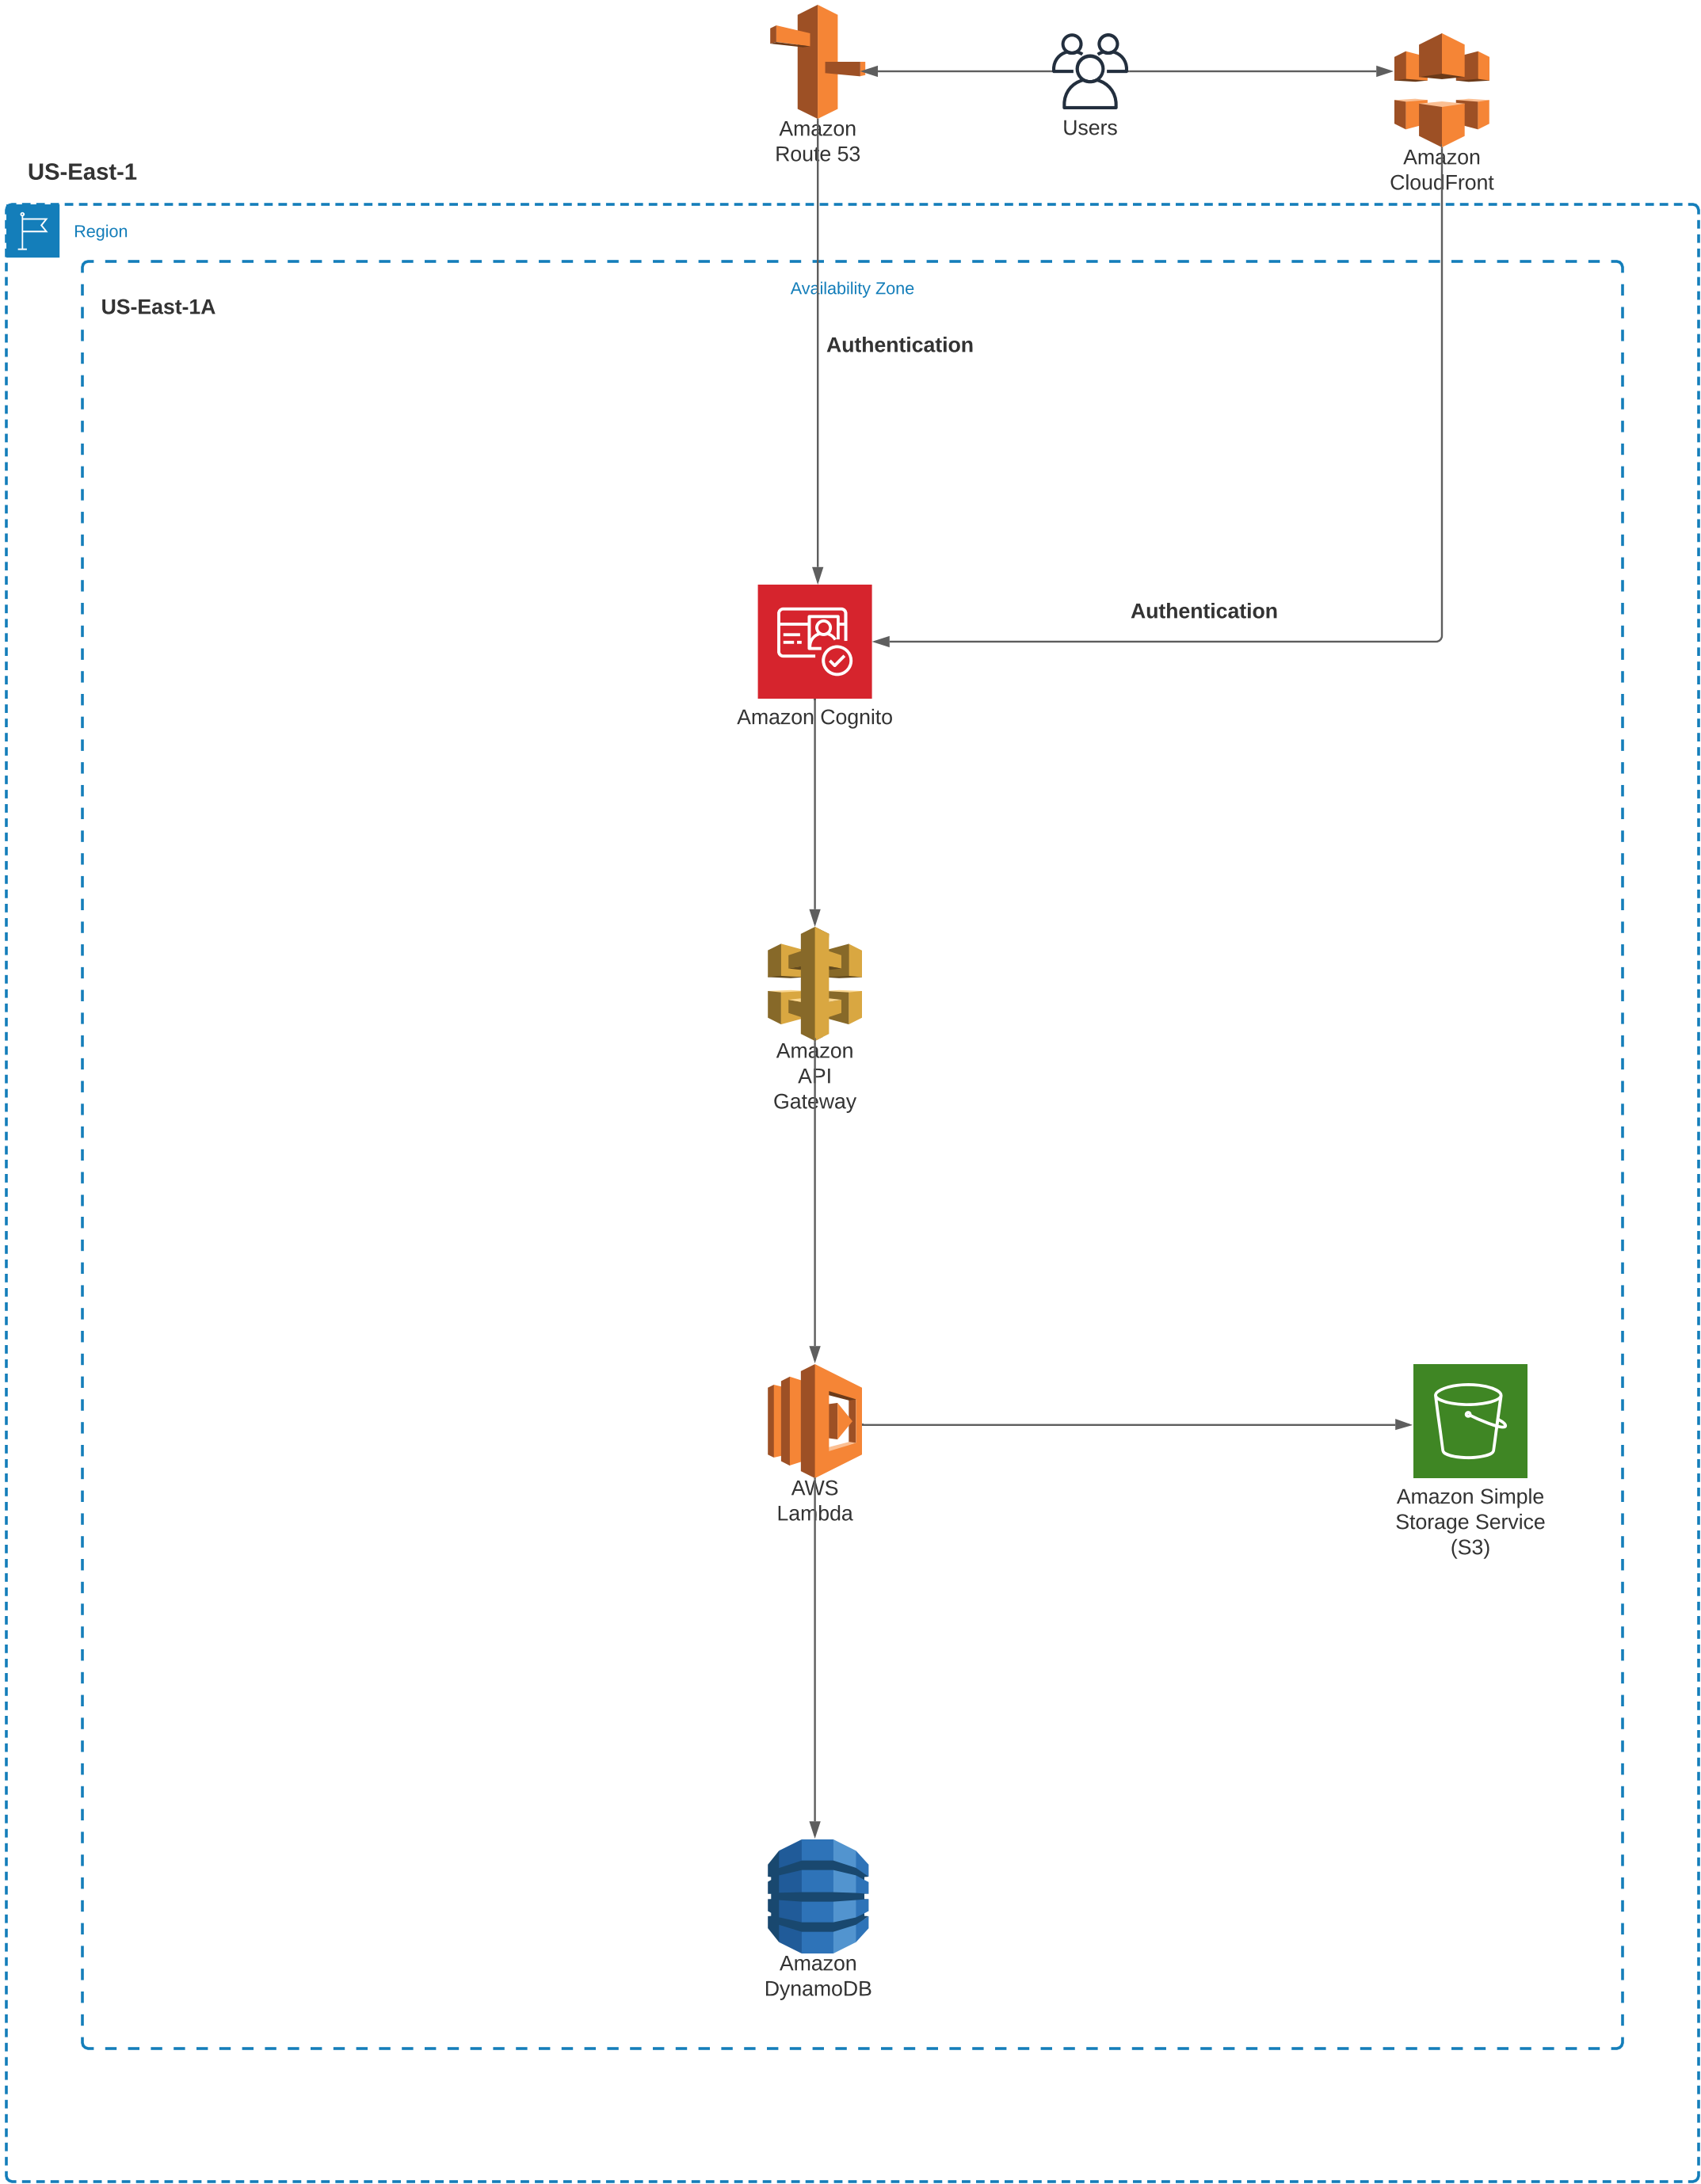 Amazon
Route 53
Users
Amazon
CloudFront
US-East-1
Region
Availability Zone
US-East-1A
Authentication
Authentication
Amazon Cognito
Amazon
API
Gateway
AWS
Lambda
Amazon Simple
Storage Service
(S3)
Amazon
DynamoDB